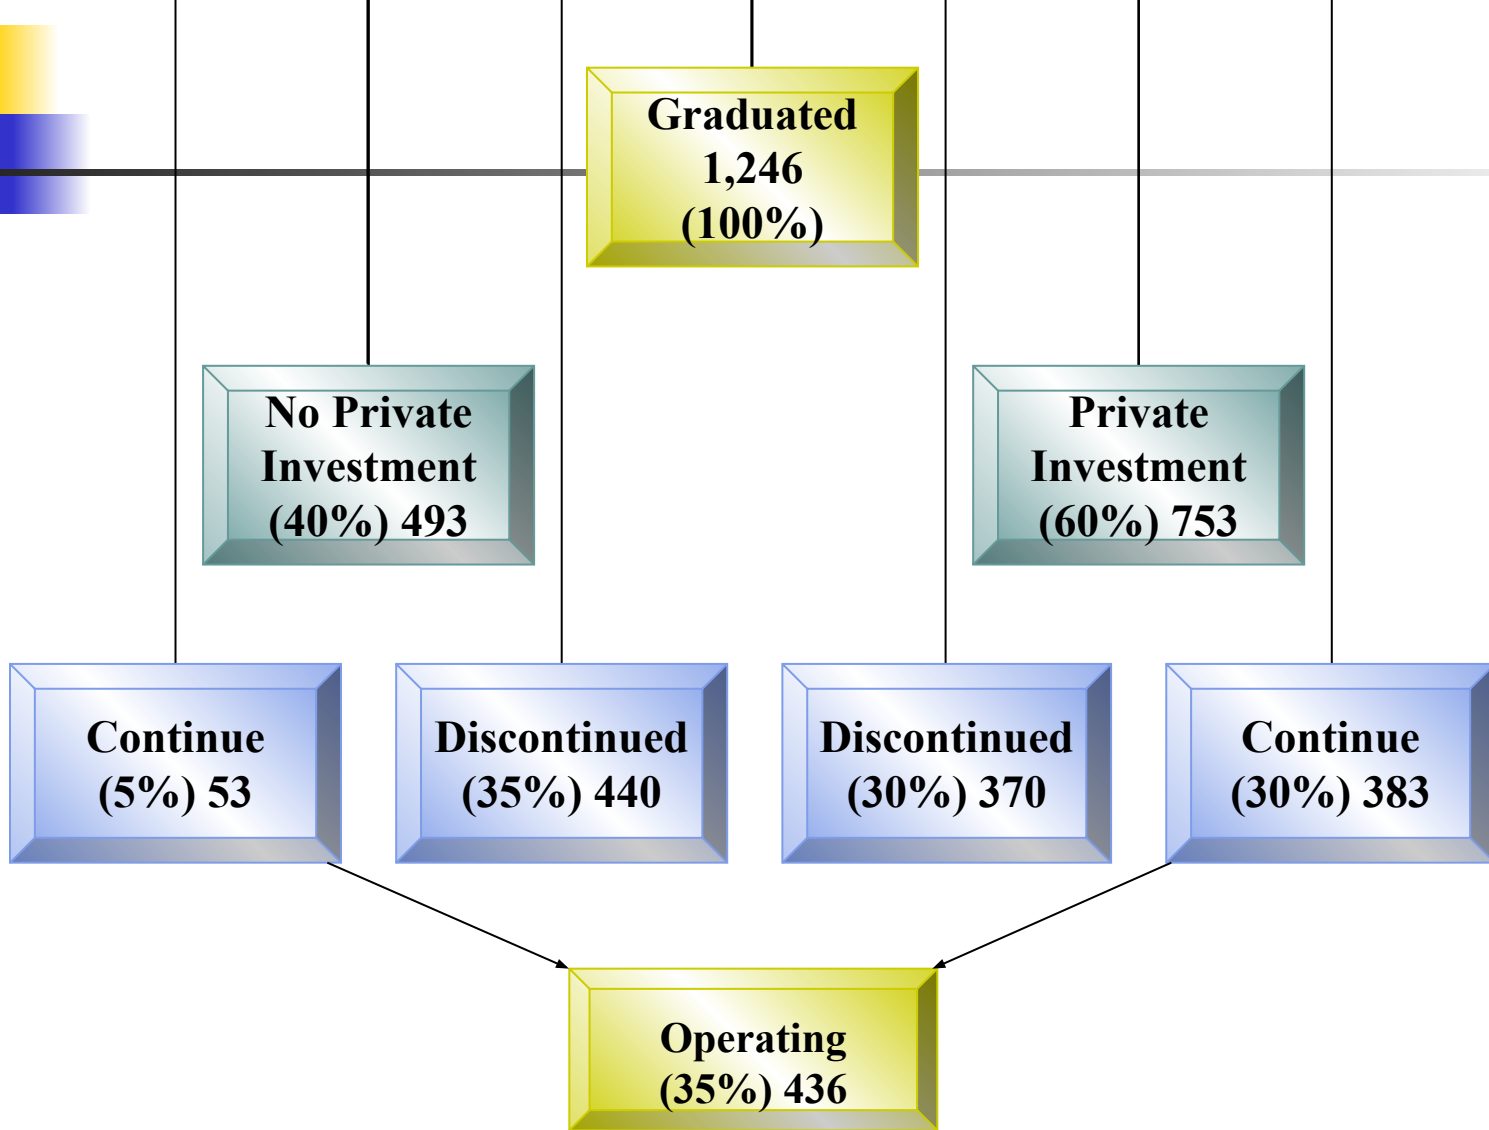 Graduated
1,246
(100%)
No Private
Investment
(40%) 493
Private
Investment
(60%) 753
Continue
(5%) 53
Discontinued
(35%) 440
Discontinued
(30%) 370
Continue
(30%) 383
Operating
(35%) 436